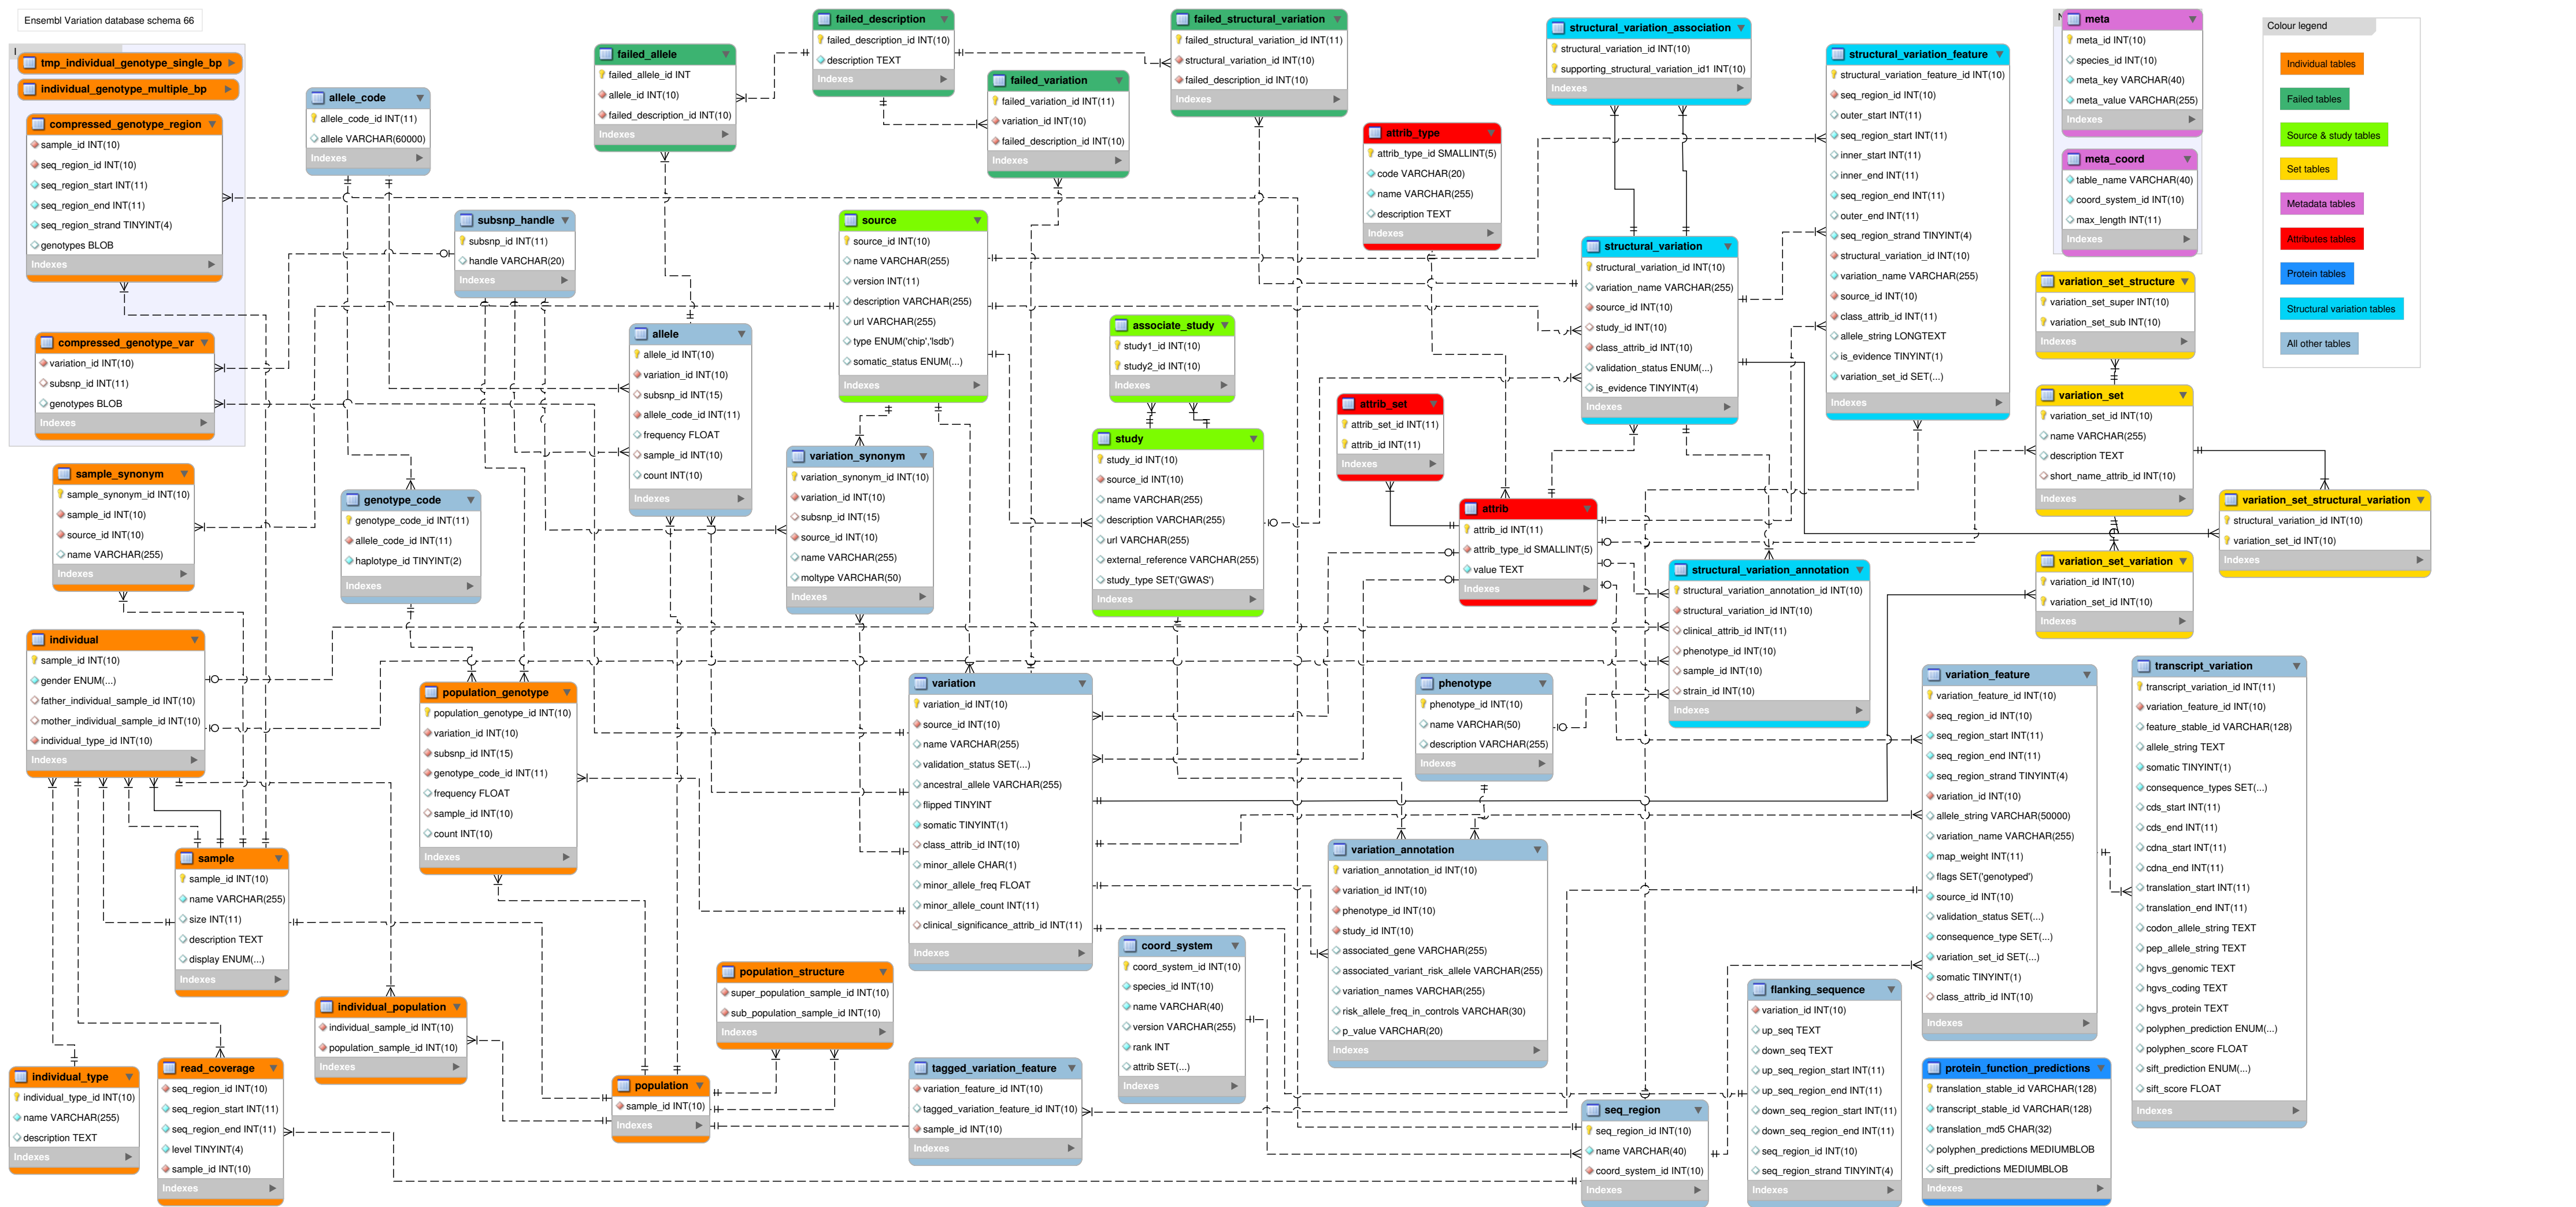 Ensembl Variation database schema 66
I
tmp_individual_genotype_single_bp
individual_genotype_multiple_bp
compressed_genotype_region
sample_id INT(10)
seq_region_id INT(10)
seq_region_start INT(11)
seq_region_end INT(11)
seq_region_strand TINYINT(4)
genotypes BLOB
Indexes
compressed_genotype_var
variation_id INT(10)
subsnp_id INT(11)
genotypes BLOB
Indexes
sample_synonym
sample_synonym_id INT(10)
sample_id INT(10)
source_id INT(10)
name VARCHAR(255)
Indexes
individual
sample_id INT(10)
gender ENUM(...)
father_individual_sample_id INT(10)
mother_individual_sample_id INT(10)
individual_type_id INT(10)
Indexes
sample
sample_id INT(10)
name VARCHAR(255)
size INT(11)
description TEXT
display ENUM(...)
Indexes
individual_type
individual_type_id INT(10)
name VARCHAR(255)
description TEXT
Indexes
read_coverage
seq_region_id INT(10)
seq_region_start INT(11)
seq_region_end INT(11)
level TINYINT(4)
sample_id INT(10)
Indexes
allele_code
allele_code_id INT(11)
allele VARCHAR(60000)
Indexes
subsnp_handle
subsnp_id INT(11)
handle VARCHAR(20)
Indexes
genotype_code
genotype_code_id INT(11)
allele_code_id INT(11)
haplotype_id TINYINT(2)
Indexes
population_genotype
population_genotype_id INT(10)
variation_id INT(10)
subsnp_id INT(15)
genotype_code_id INT(11)
frequency FLOAT
sample_id INT(10)
count INT(10)
Indexes
individual_population
individual_sample_id INT(10)
population_sample_id INT(10)
Indexes
failed_allele
failed_allele_id INT
allele_id INT(10)
failed_description_id INT(10)
Indexes
allele
allele_id INT(10)
variation_id INT(10)
subsnp_id INT(15)
allele_code_id INT(11)
frequency FLOAT
sample_id INT(10)
count INT(10)
Indexes
population_structure
super_population_sample_id INT(10)
sub_population_sample_id INT(10)
Indexes
population
sample_id INT(10)
Indexes
failed_description
failed_description_id INT(10)
description TEXT
Indexes
failed_variation
failed_variation_id INT(11)
variation_id INT(10)
failed_description_id INT(10)
Indexes
source
source_id INT(10)
name VARCHAR(255)
version INT(11)
description VARCHAR(255)
url VARCHAR(255)
type ENUM('chip','lsdb')
somatic_status ENUM(...)
Indexes
variation_synonym
variation_synonym_id INT(10)
variation_id INT(10)
subsnp_id INT(15)
source_id INT(10)
name VARCHAR(255)
moltype VARCHAR(50)
Indexes
variation
variation_id INT(10)
source_id INT(10)
name VARCHAR(255)
validation_status SET(...)
ancestral_allele VARCHAR(255)
flipped TINYINT
somatic TINYINT(1)
class_attrib_id INT(10)
minor_allele CHAR(1)
minor_allele_freq FLOAT
minor_allele_count INT(11)
clinical_significance_attrib_id INT(11)
Indexes
tagged_variation_feature
variation_feature_id INT(10)
tagged_variation_feature_id INT(10)
sample_id INT(10)
Indexes
failed_structural_variation
failed_structural_variation_id INT(11)
structural_variation_id INT(10)
failed_description_id INT(10)
Indexes
associate_study
study1_id INT(10)
study2_id INT(10)
Indexes
study
study_id INT(10)
source_id INT(10)
name VARCHAR(255)
description VARCHAR(255)
url VARCHAR(255)
external_reference VARCHAR(255)
study_type SET('GWAS')
Indexes
coord_system
coord_system_id INT(10)
species_id INT(10)
name VARCHAR(40)
version VARCHAR(255)
rank INT
attrib SET(...)
Indexes
attrib_type
attrib_type_id SMALLINT(5)
code VARCHAR(20)
name VARCHAR(255)
description TEXT
Indexes
attrib_set
attrib_set_id INT(11)
attrib_id INT(11)
Indexes
attrib
attrib_id INT(11)
attrib_type_id SMALLINT(5)
value TEXT
Indexes
phenotype
phenotype_id INT(10)
name VARCHAR(50)
description VARCHAR(255)
Indexes
variation_annotation
variation_annotation_id INT(10)
variation_id INT(10)
phenotype_id INT(10)
study_id INT(10)
associated_gene VARCHAR(255)
associated_variant_risk_allele VARCHAR(255)
variation_names VARCHAR(255)
risk_allele_freq_in_controls VARCHAR(30)
p_value VARCHAR(20)
Indexes
structural_variation_association
structural_variation_id INT(10)
supporting_structural_variation_id1 INT(10)
Indexes
structural_variation
structural_variation_id INT(10)
variation_name VARCHAR(255)
source_id INT(10)
study_id INT(10)
class_attrib_id INT(10)
validation_status ENUM(...)
is_evidence TINYINT(4)
Indexes
structural_variation_annotation
structural_variation_annotation_id INT(10)
structural_variation_id INT(10)
clinical_attrib_id INT(11)
phenotype_id INT(10)
sample_id INT(10)
strain_id INT(10)
Indexes
seq_region
seq_region_id INT(10)
name VARCHAR(40)
coord_system_id INT(10)
Indexes
flanking_sequence
variation_id INT(10)
up_seq TEXT
down_seq TEXT
up_seq_region_start INT(11)
up_seq_region_end INT(11)
down_seq_region_start INT(11)
down_seq_region_end INT(11)
seq_region_id INT(10)
seq_region_strand TINYINT(4)
Indexes
structural_variation_feature
structural_variation_feature_id INT(10)
seq_region_id INT(10)
outer_start INT(11)
seq_region_start INT(11)
inner_start INT(11)
inner_end INT(11)
seq_region_end INT(11)
outer_end INT(11)
seq_region_strand TINYINT(4)
structural_variation_id INT(10)
variation_name VARCHAR(255)
source_id INT(10)
class_attrib_id INT(11)
allele_string LONGTEXT
is_evidence TINYINT(1)
variation_set_id SET(...)
Indexes
variation_feature
variation_feature_id INT(10)
seq_region_id INT(10)
seq_region_start INT(11)
seq_region_end INT(11)
seq_region_strand TINYINT(4)
variation_id INT(10)
allele_string VARCHAR(50000)
variation_name VARCHAR(255)
map_weight INT(11)
flags SET('genotyped')
source_id INT(10)
validation_status SET(...)
consequence_type SET(...)
variation_set_id SET(...)
somatic TINYINT(1)
class_attrib_id INT(10)
Indexes
protein_function_predictions
translation_stable_id VARCHAR(128)
transcript_stable_id VARCHAR(128)
translation_md5 CHAR(32)
polyphen_predictions MEDIUMBLOB
sift_predictions MEDIUMBLOB
Indexes
meta
meta_id INT(10)
species_id INT(10)
meta_key VARCHAR(40)
meta_value VARCHAR(255)
Indexes
meta_coord
table_name VARCHAR(40)
coord_system_id INT(10)
max_length INT(11)
Indexes
variation_set_structure
variation_set_super INT(10)
variation_set_sub INT(10)
Indexes
variation_set
variation_set_id INT(10)
name VARCHAR(255)
description TEXT
short_name_attrib_id INT(10)
Indexes
variation_set_variation
variation_id INT(10)
variation_set_id INT(10)
Indexes
variation_set_structural_variation
structural_variation_id INT(10)
variation_set_id INT(10)
Indexes
transcript_variation
transcript_variation_id INT(11)
variation_feature_id INT(10)
feature_stable_id VARCHAR(128)
allele_string TEXT
somatic TINYINT(1)
consequence_types SET(...)
cds_start INT(11)
cds_end INT(11)
cdna_start INT(11)
cdna_end INT(11)
translation_start INT(11)
translation_end INT(11)
codon_allele_string TEXT
pep_allele_string TEXT
hgvs_genomic TEXT
hgvs_coding TEXT
hgvs_protein TEXT
polyphen_prediction ENUM(...)
polyphen_score FLOAT
sift_prediction ENUM(...)
sift_score FLOAT
Indexes
Colour legend
Individual tables
Failed tables
Source & study tables
Set tables
Metadata tables
Attributes tables
Protein tables
Structural variation tables
All other tables